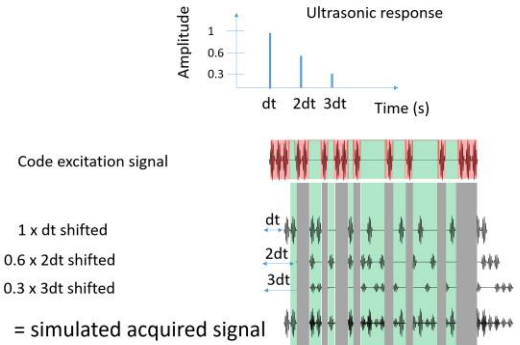 Ultrasonic response
Amplitude
1
0.6
0.3
dt 2dt 3dt
Time (s)
Code excitation signal
1 x dt shifted
dt
0.6 x 2dt shifted
2dt
0.3 x 3dt shifted
3dt
= simulated acquired signal